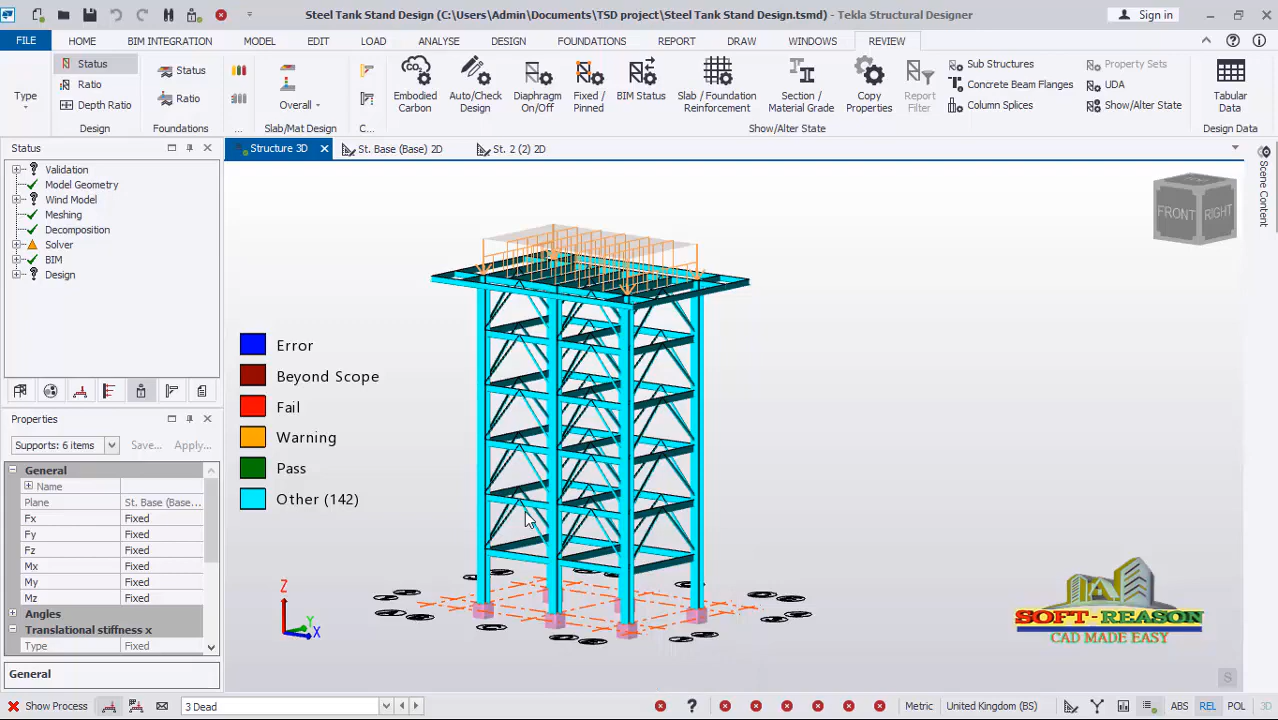 Steel Tank Stand Design (C:\Users\Admin\Documents\TSD project\Steel Tank Stand Design.tsmd) - Tekla Structural Designer
Sign in
FILE HOME BIM INTEGRATION MODEL EDIT LOAD ANALYSE DESIGN FOUNDATIONS REPORT DRAW WINDOWS REVIEW
Type
Status
Ratio
Depth Ratio
Design
Status
Ratio
Foundations
...
Overall
Slab/Mat Design
C...
Embodied Carbon
Auto/Check Design
Diaphragm On/Off
Fixed / Pinned
BIM Status
Slab / Foundation Reinforcement
Section / Material Grade
Copy Properties
Report Filter
Sub Structures
Concrete Beam Flanges
Column Splices
Property Sets
UDA
Show/Alter State
Show/Alter State
Tabular Data
Design Data
Status
Structure 3D
St. Base (Base) 2D
St. 2 (2) 2D
Validation
Model Geometry
Wind Model
Meshing
Decomposition
Solver
BIM
Design
Properties
Supports: 6 items
Save...
Apply...
General
Name
Plane St. Base (Base...
Fx Fixed
Fy Fixed
Fz Fixed
Mx Fixed
My Fixed
Mz Fixed
Angles
Translational stiffness x
Type Fixed
General
Error
Beyond Scope
Fail
Warning
Pass
Other (142)
Z
Y
X
FRONT RIGHT
Scene Content
SOFT-REASON
CAD MADE EASY
S
Show Process
3 Dead
Metric
United Kingdom (BS)
ABS
REL
POL
3D